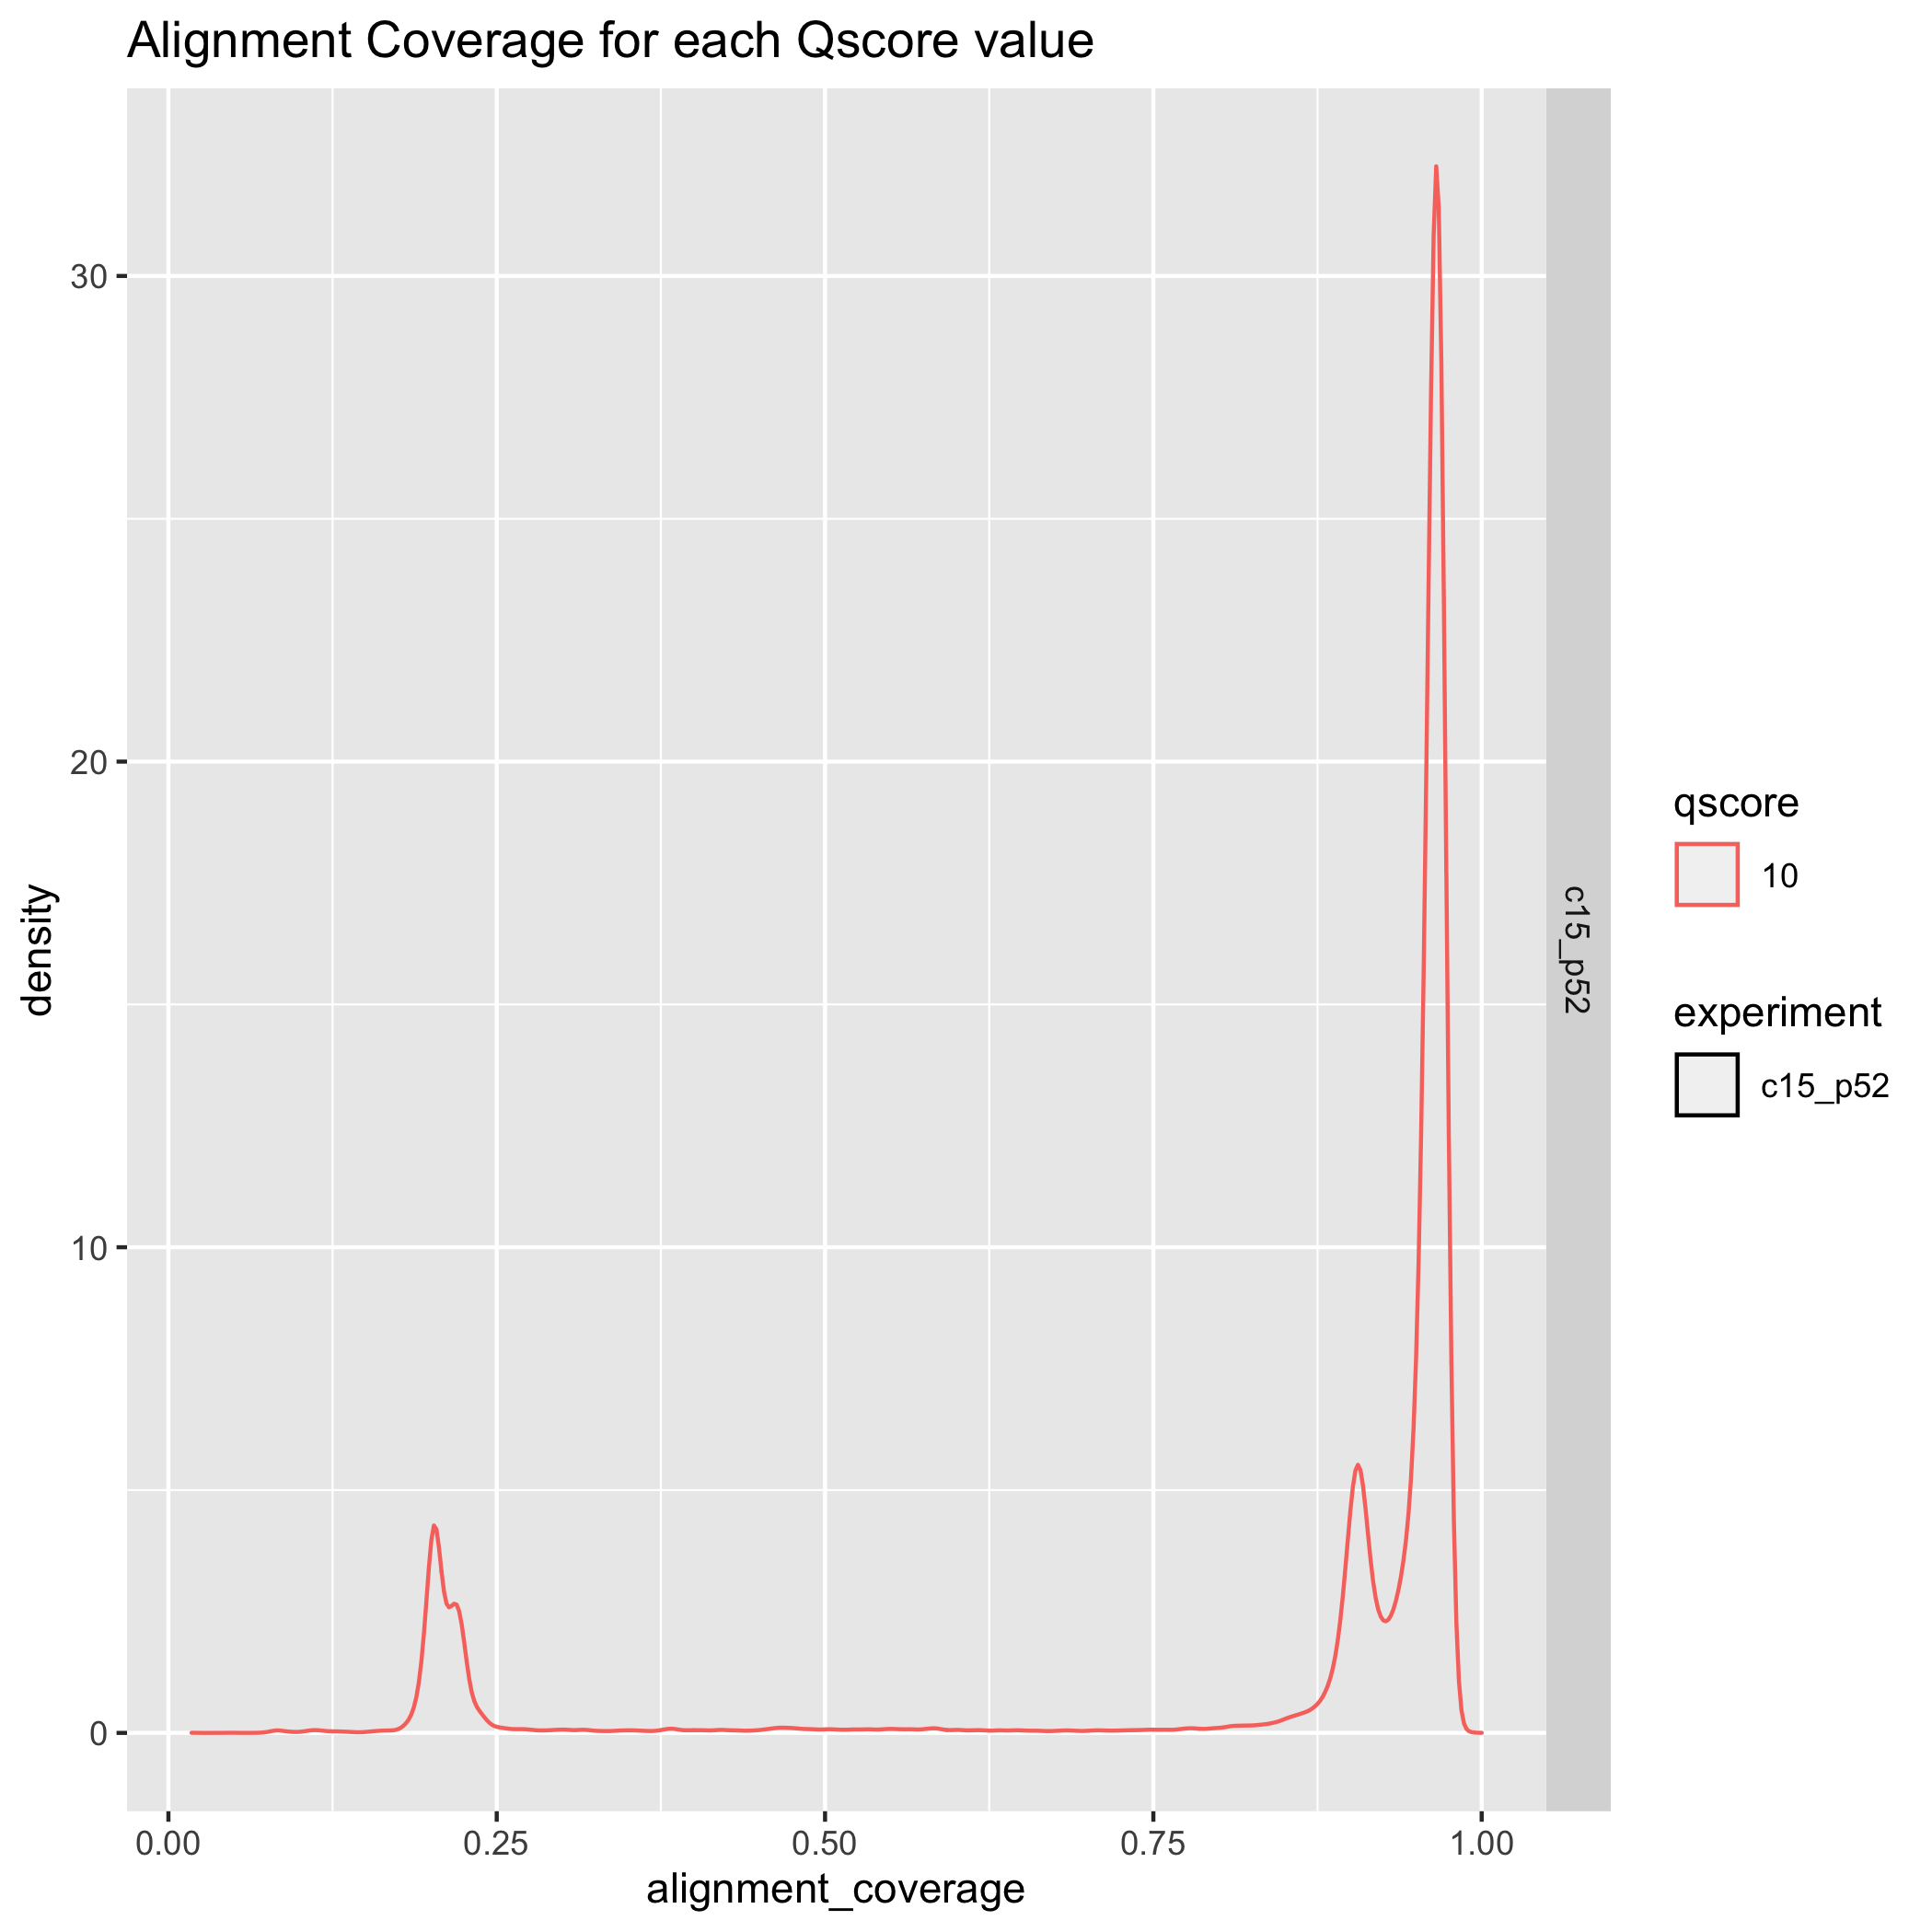 Alignment Coverage for each Qscore value
density
30
20
10
0
0.00
0.25
0.50
0.75
1.00
alignment_coverage
c15_p52
qscore
10
experiment
c15_p52